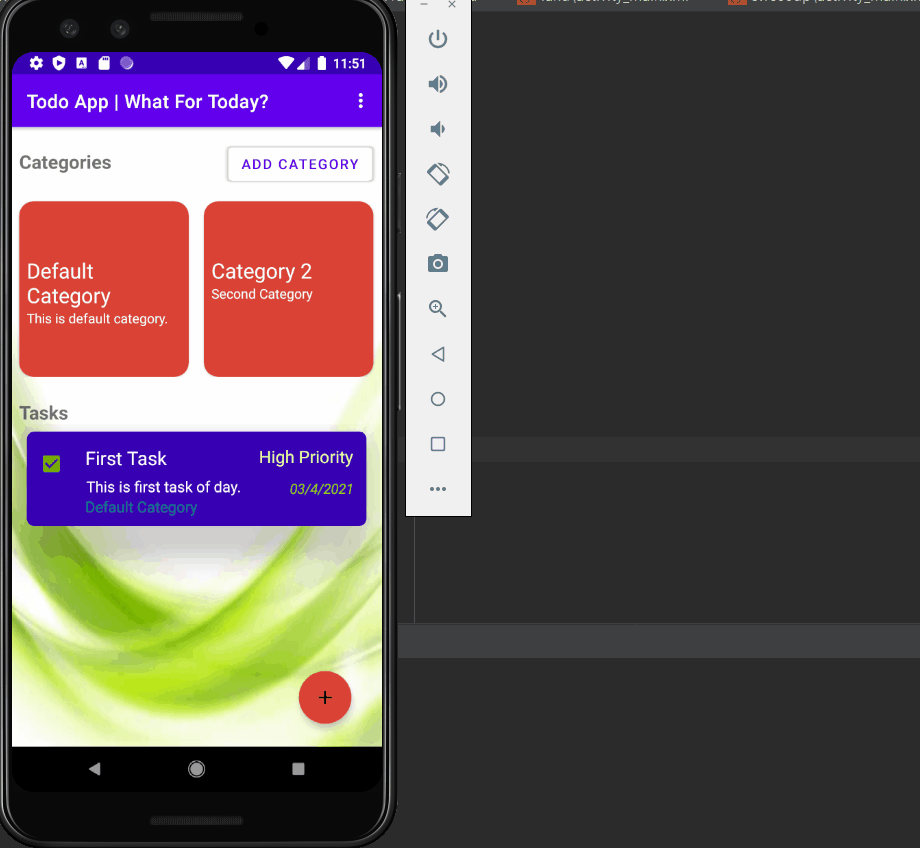 11:51
Todo App | What For Today?
Categories
ADD CATEGORY
Default
Category
This is default category.
Category 2
Second Category
Tasks
First Task
High Priority
This is first task of day.
03/4/2021
Default Category